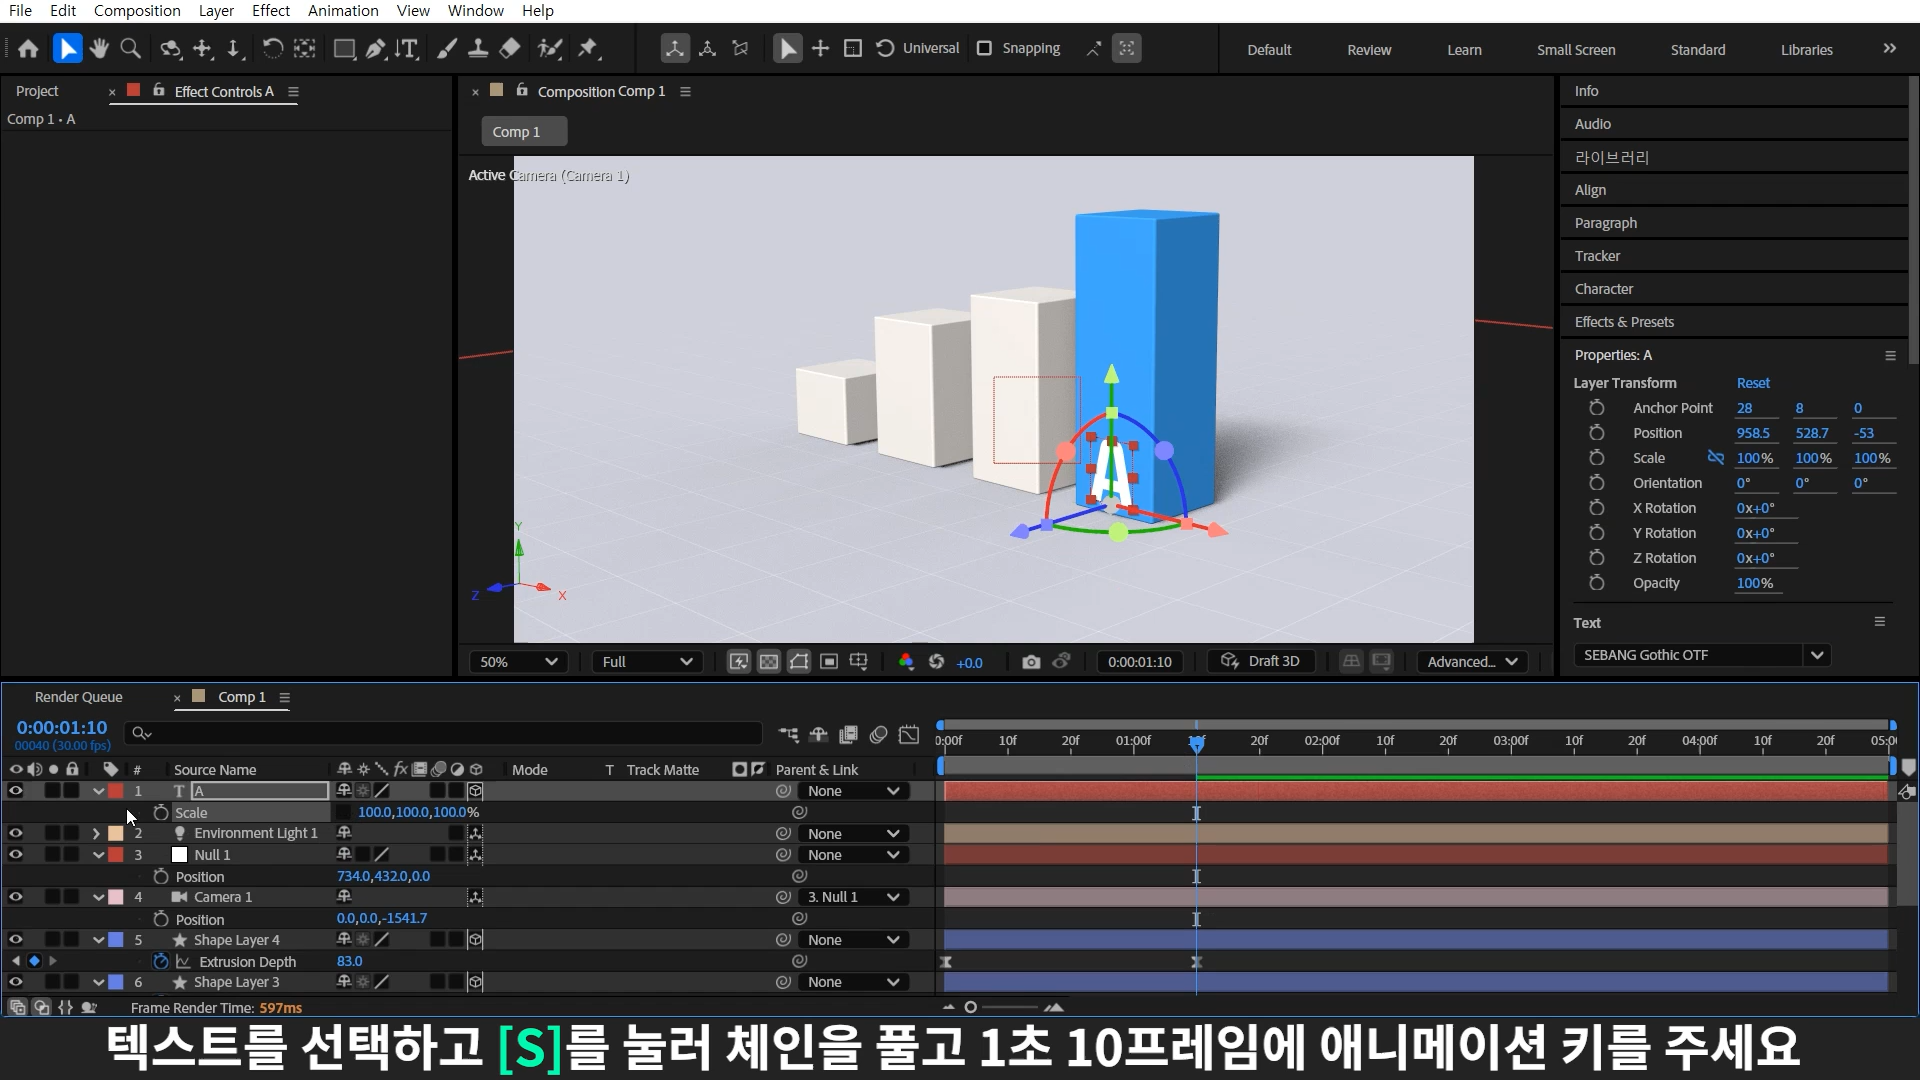 File Edit Composition Layer Effect Animation View Window Help
Universal Snapping Default Review Learn Small Screen Standard Libraries
Project Effect Controls A
Comp 1 • A
Composition Comp 1
Comp 1
Active Camera (Camera 1)
Y
Z
X
50% Full +0.0 0:00:01:10 Draft 3D Advanced...
Info
Audio
라이브러리
Align
Paragraph
Tracker
Character
Effects & Presets
Properties: A
Layer Transform Reset
Anchor Point 28 8 0
Position 958.5 528.7 -53
Scale 100% 100% 100%
Orientation 0° 0° 0°
X Rotation 0x+0°
Y Rotation 0x+0°
Z Rotation 0x+0°
Opacity 100%
Text
SEBANG Gothic OTF
Render Queue Comp 1
0:00:01:10
00040 (30.00 fps)
0:00f 10f 20f 01:00f 20f 02:00f 10f 20f 03:00f 10f 20f 04:00f 10f 20f 05:0
# Source Name fx Mode T Track Matte Parent & Link
1 T A None
Scale 100.0,100.0,100.0%
2 Environment Light 1 None
3 Null 1 None
Position 734.0,432.0,0.0
4 Camera 1 3. Null 1
Position 0.0,0.0,-1541.7
5 Shape Layer 4 None
Extrusion Depth 83.0
6 Shape Layer 3 None
Frame Render Time: 597ms
텍스트를 선택하고 [S]를 눌러 체인을 풀고 1초 10프레임에 애니메이션 키를 주세요